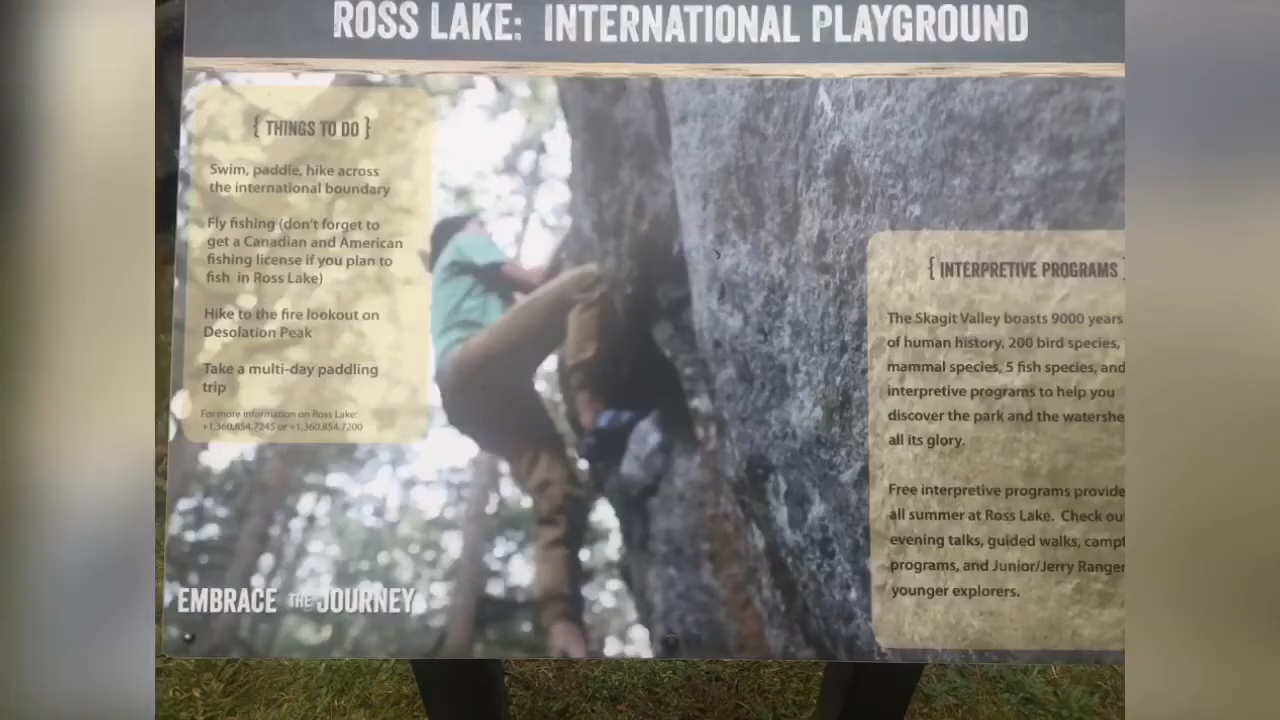 ROSS LAKE: INTERNATIONAL PLAYGROUND
{ THINGS TO DO }
Swim, paddle, hike across
the international boundary
Fly fishing (don't forget to
get a Canadian and American
fishing license if you plan to
fish in Ross Lake)
Hike to the fire lookout on
Desolation Peak
Take a multi-day paddling
trip
For more information on Ross Lake:
+1.360.854.7245 or +1.360.854.7200
EMBRACE THE JOURNEY
{ INTERPRETIVE PROGRAMS }
The Skagit Valley boasts 9000 years
of human history, 200 bird species,
mammal species, 5 fish species, and
interpretive programs to help you
discover the park and the watershe
all its glory.
Free interpretive programs provide
all summer at Ross Lake. Check ou
evening talks, guided walks, campf
programs, and Junior/Jerry Ranger
younger explorers.